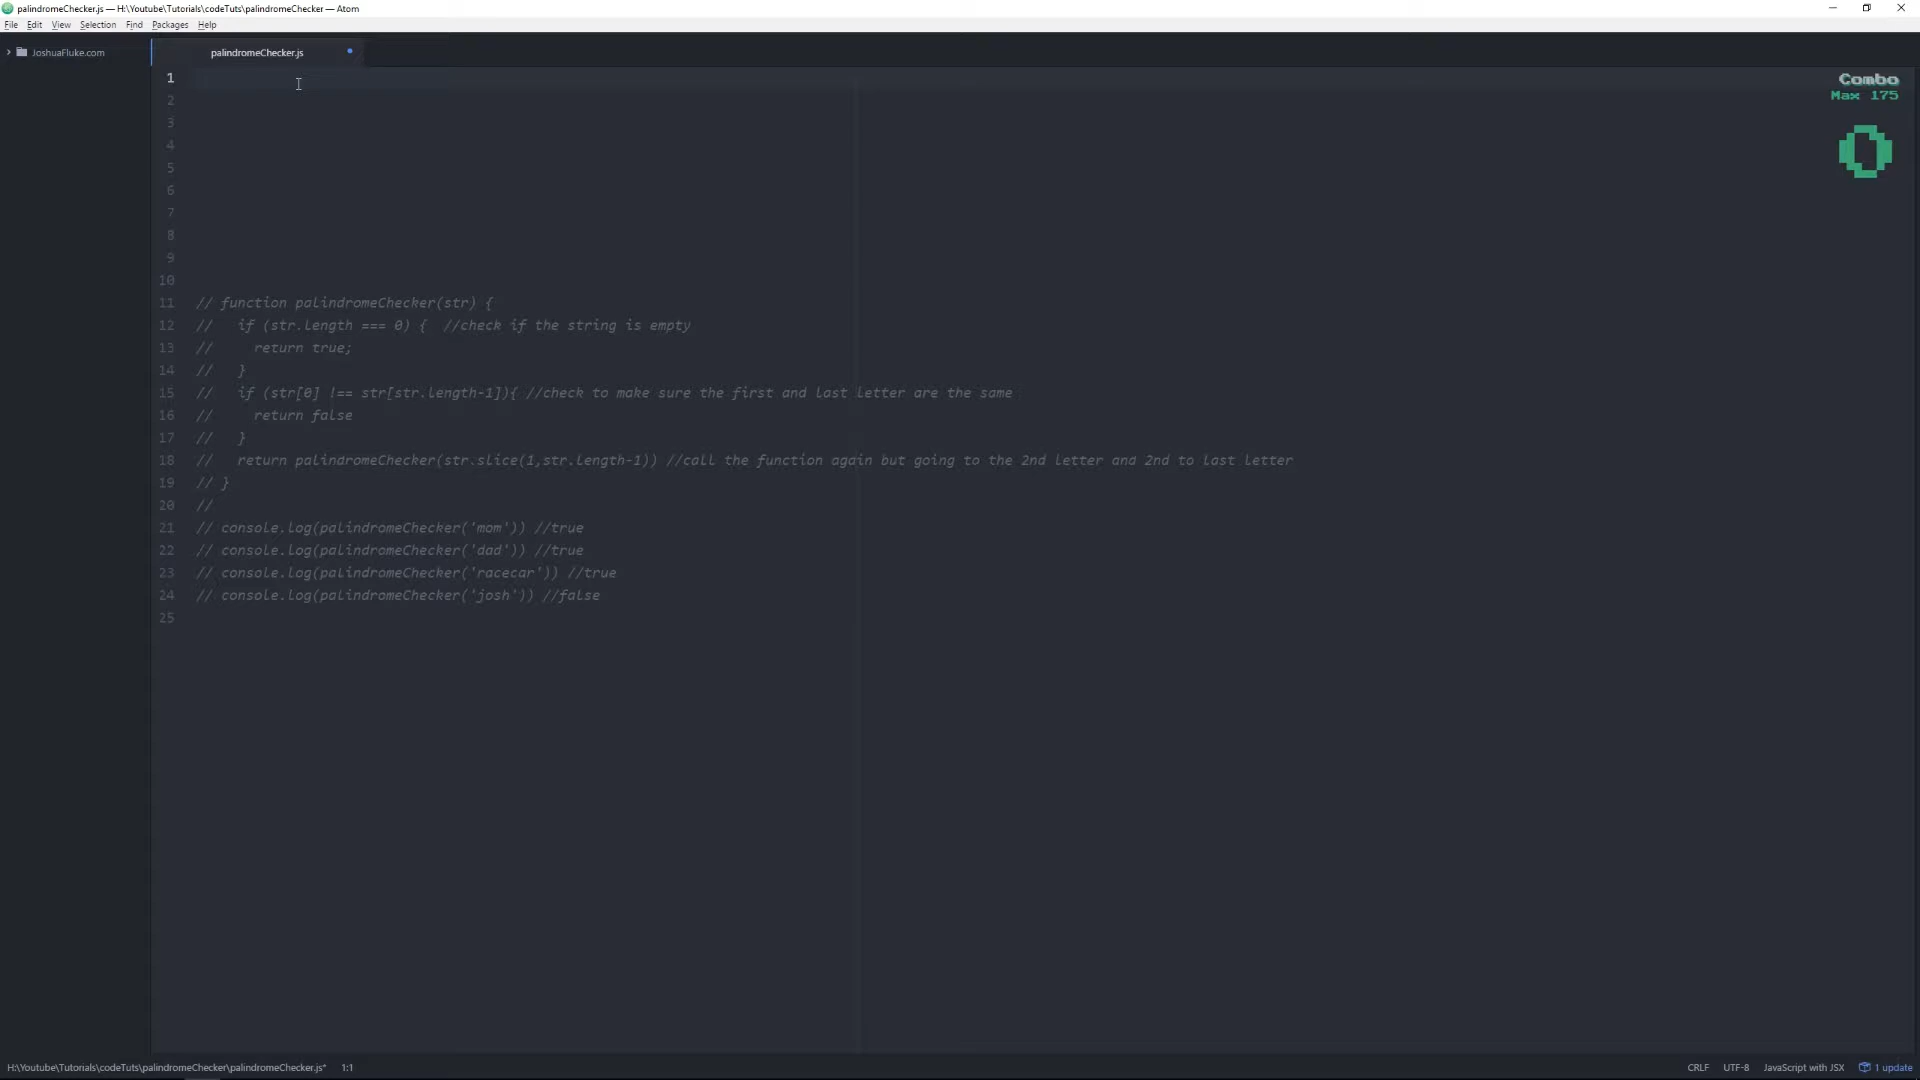 palindromeChecker.js — H:\Youtube\Tutorials\codeTuts\palindromeChecker — Atom
File Edit View Selection Find Packages Help
JoshuaFluke.com
palindromeChecker.js
Combo
Max 175
0
1
2
3
4
5
6
7
8
9
10
11 // function palindromeChecker(str) {
12 //   if (str.length === 0) {  //check if the string is empty
13 //     return true;
14 //   }
15 //   if (str[0] !== str[str.length-1]){ //check to make sure the first and last letter are the same
16 //     return false
17 //   }
18 //   return palindromeChecker(str.slice(1,str.length-1)) //call the function again but going to the 2nd letter and 2nd to last letter
19 // }
20 //
21 // console.log(palindromeChecker('mom')) //true
22 // console.log(palindromeChecker('dad')) //true
23 // console.log(palindromeChecker('racecar')) //true
24 // console.log(palindromeChecker('josh')) //false
25
H:\Youtube\Tutorials\codeTuts\palindromeChecker\palindromeChecker.js* 1:1 CRLF UTF-8 JavaScript with JSX 1 update